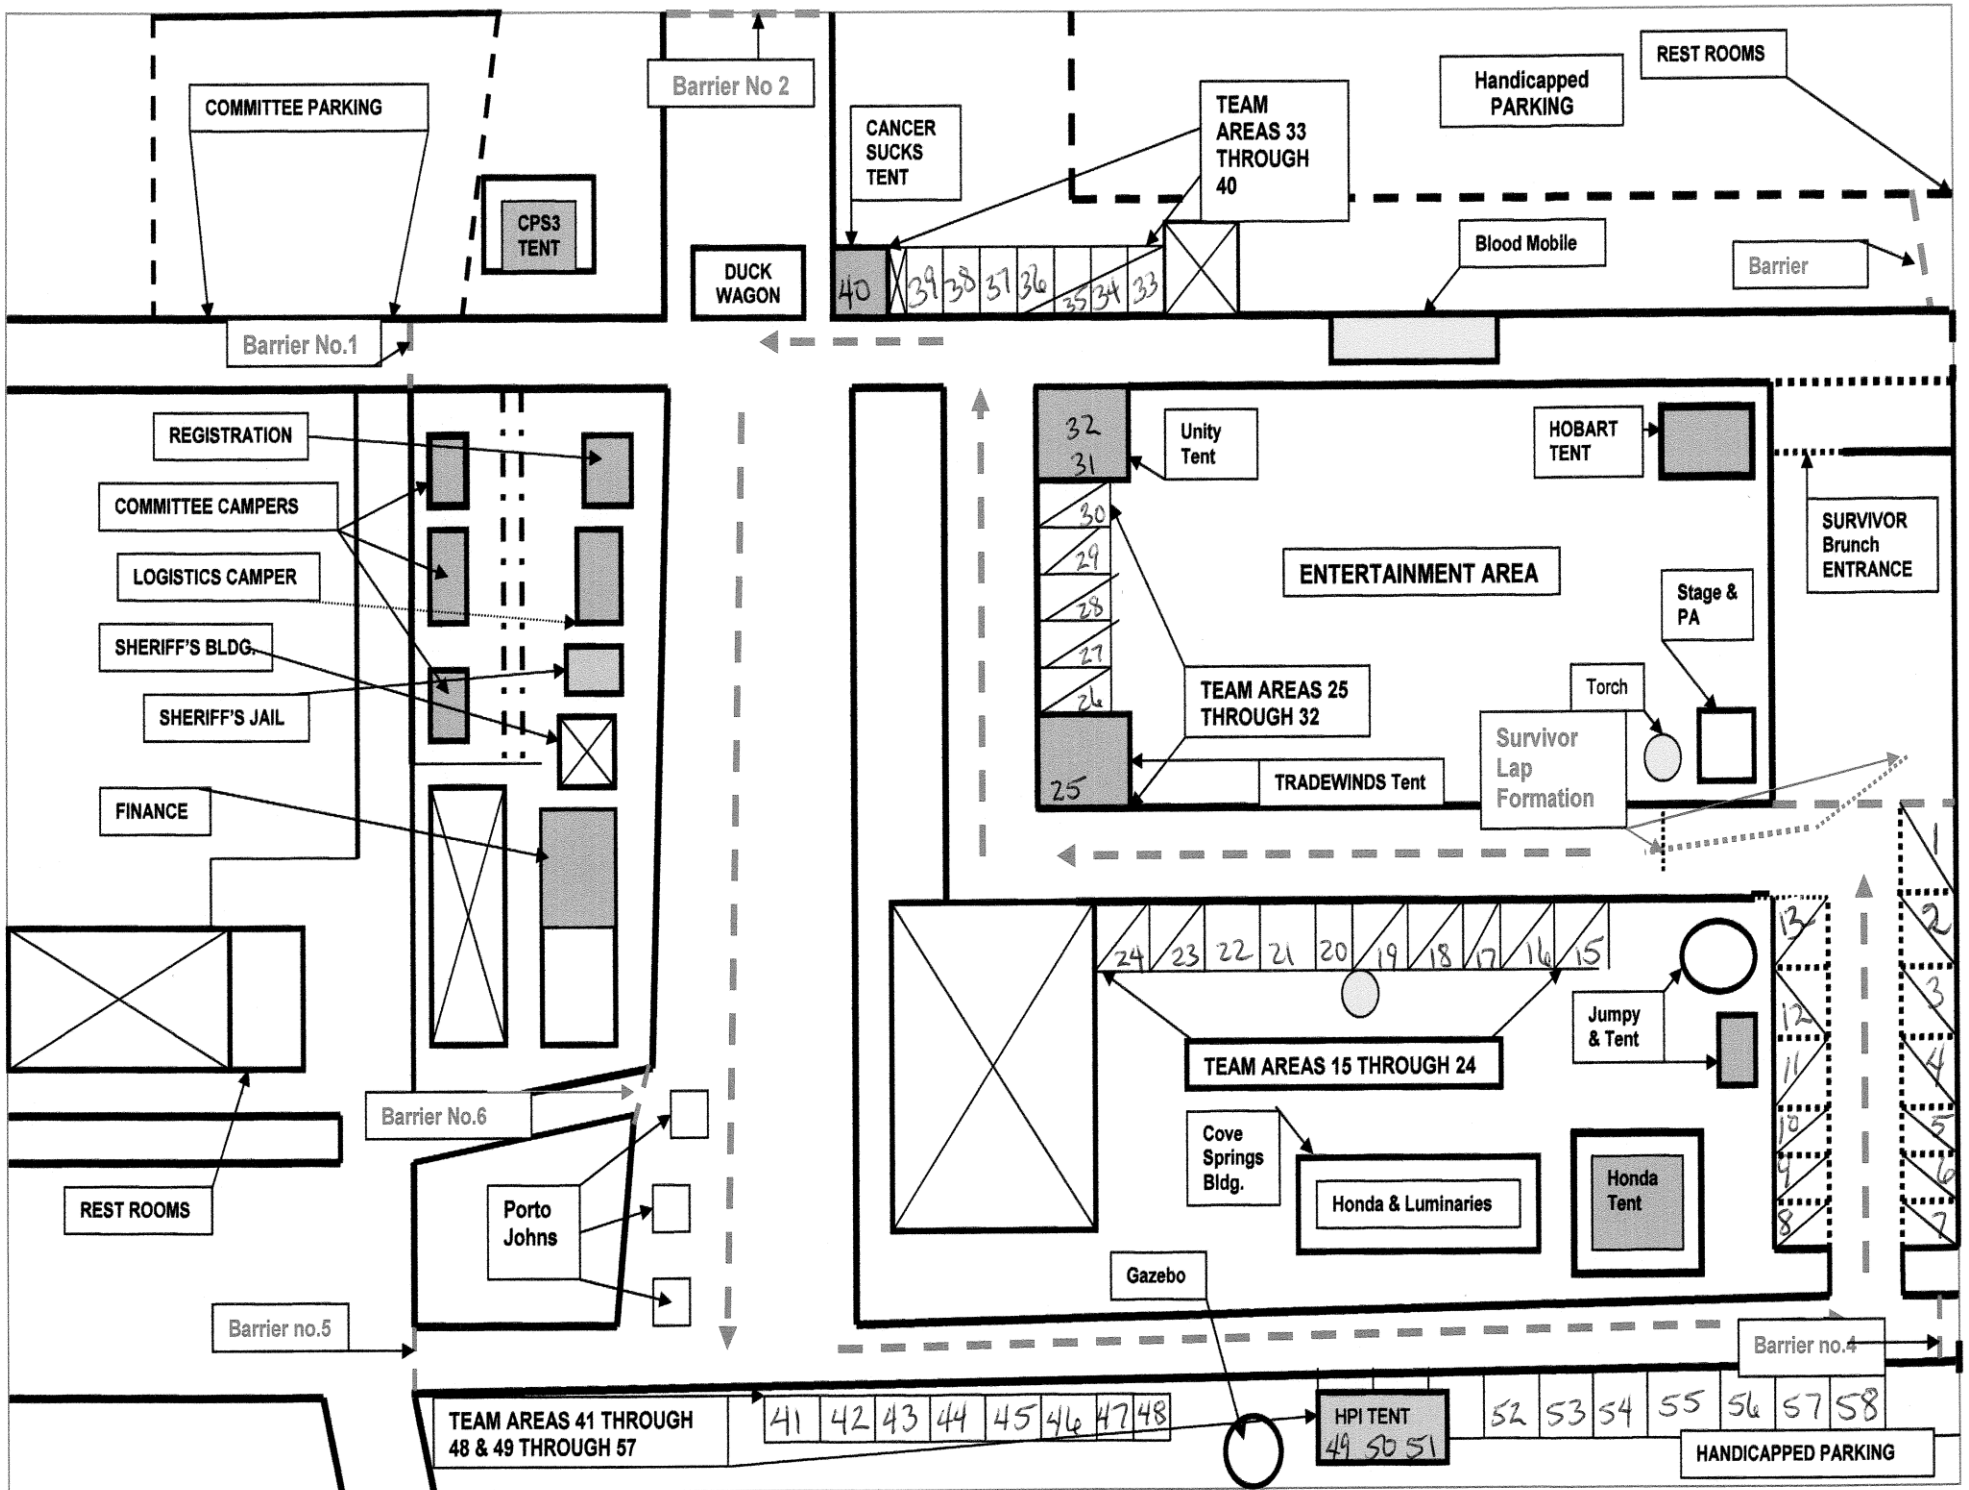 COMMITTEE PARKING
Barrier No 2
REST ROOMS
Handicapped
PARKING
TEAM
AREAS 33
THROUGH
40
CANCER
SUCKS
TENT
CPS3
TENT
DUCK
WAGON
Blood Mobile
Barrier
40
39
38
37
36
35
34
33
Barrier No.1
REGISTRATION
COMMITTEE CAMPERS
LOGISTICS CAMPER
SHERIFF'S BLDG.
SHERIFF'S JAIL
FINANCE
32
31
Unity
Tent
HOBART
TENT
30
29
28
27
26
25
ENTERTAINMENT AREA
SURVIVOR
Brunch
ENTRANCE
Stage &
PA
Torch
TEAM AREAS 25
THROUGH 32
TRADEWINDS Tent
Survivor
Lap
Formation
24
23
22
21
20
19
18
17
16
15
13
12
11
10
9
8
1
2
3
4
5
6
7
Jumpy
& Tent
TEAM AREAS 15 THROUGH 24
Cove
Springs
Bldg.
Honda & Luminaries
Honda
Tent
Barrier No.6
REST ROOMS
Porto
Johns
Gazebo
Barrier no.5
Barrier no.4
TEAM AREAS 41 THROUGH
48 & 49 THROUGH 57
41
42
43
44
45
46
47
48
HPI TENT
49 50 51
52
53
54
55
56
57
58
HANDICAPPED PARKING